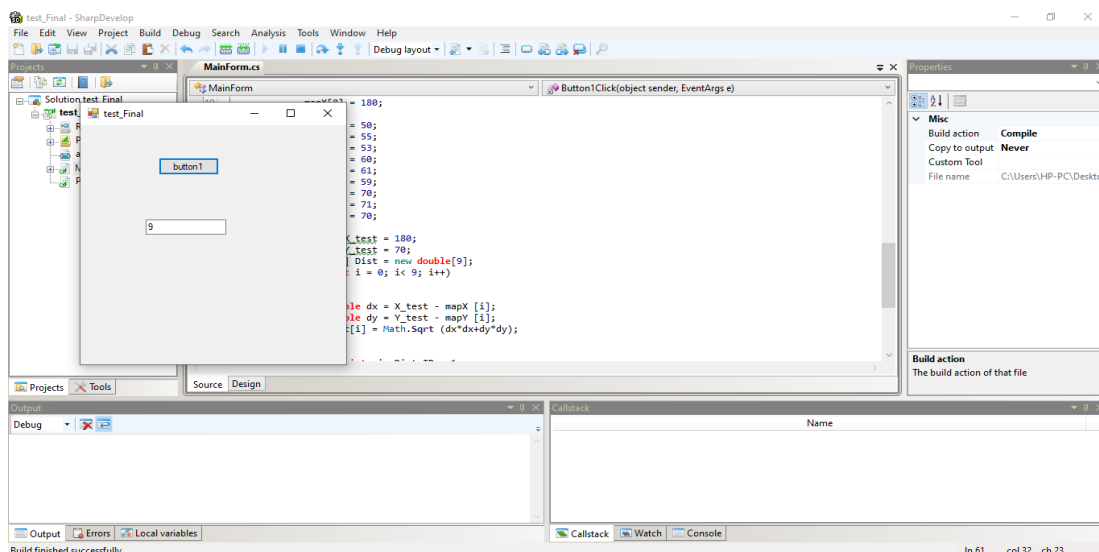 test_Final - SharpDevelop
File Edit View Project Build Debug Search Analysis Tools Window Help
Debug layout
Projects
MainForm.cs
Properties
MainForm
Button1Click(object sender, EventArgs e)
Solution test_Final
= 180;
test_
test_Final
= 50;
= 55;
= 53;
= 60;
= 61;
= 59;
= 70;
= 71;
= 70;
button1
9
X_test = 180;
Y_test = 70;
] Dist = new double[9];
t i = 0; i< 9; i++)
ble dx = X_test - mapX [i];
ble dy = Y_test - mapY [i];
t[i] = Math.Sqrt (dx*dx+dy*dy);
Misc
Build action Compile
Copy to output Never
Custom Tool
File name C:\Users\HP-PC\Deskto
Build action
The build action of that file
Projects Tools
Source Design
Output
Callstack
Debug
Name
Output Errors Local variables
Callstack Watch Console
Build finished successfully
ln 61 col 32 ch 23